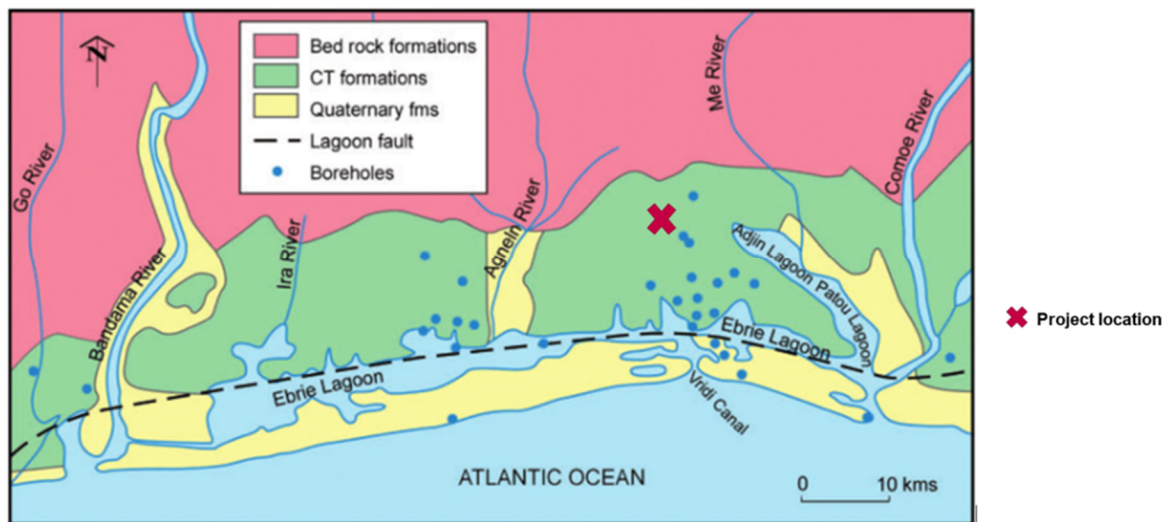 N
Bed rock formations
CT formations
Quaternary fms
Lagoon fault
Boreholes
Go River
Bandama River
Ira River
Agneln River
Me River
Comoe River
Adjin Lagoon Patou Lagoon
Ebrie Lagoon
Ebrie Lagoon
Vridi Canal
ATLANTIC OCEAN
0 10 kms
Project location